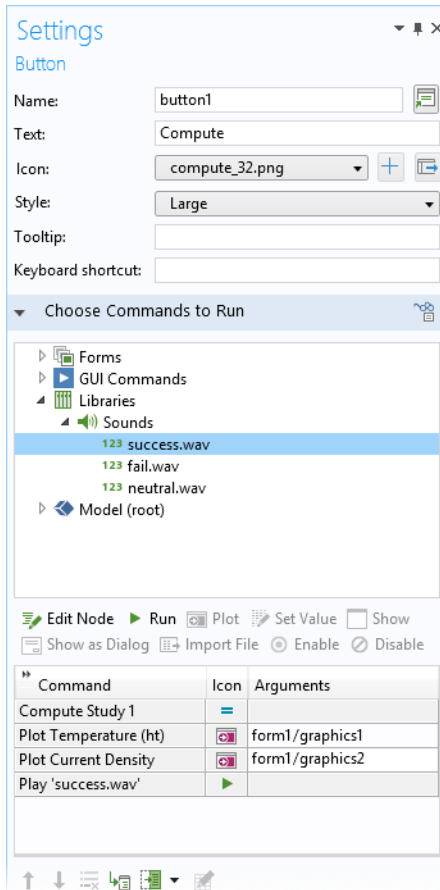 Settings
Button
Name: button1
Text: Compute
Icon: compute_32.png
Style: Large
Tooltip:
Keyboard shortcut:
Choose Commands to Run
Forms
GUI Commands
Libraries
Sounds
123 success.wav
123 fail.wav
123 neutral.wav
Model (root)
Edit Node Run Plot Set Value Show
Show as Dialog Import File Enable Disable
Command Icon Arguments
Compute Study 1 =
Plot Temperature (ht) form1/graphics1
Plot Current Density form1/graphics2
Play 'success.wav'